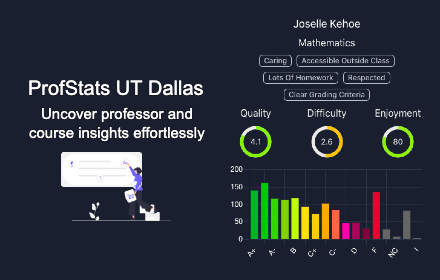 ProfStats UT Dallas
Uncover professor and
course insights effortlessly
Joselle Kehoe
Mathematics
Caring
Accessible Outside Class
Lots Of Homework
Respected
Clear Grading Criteria
Quality
Difficulty
Enjoyment
4.1
2.6
80
200
150
100
50
0
A+
A-
B
C+
C-
D
F
NC
I